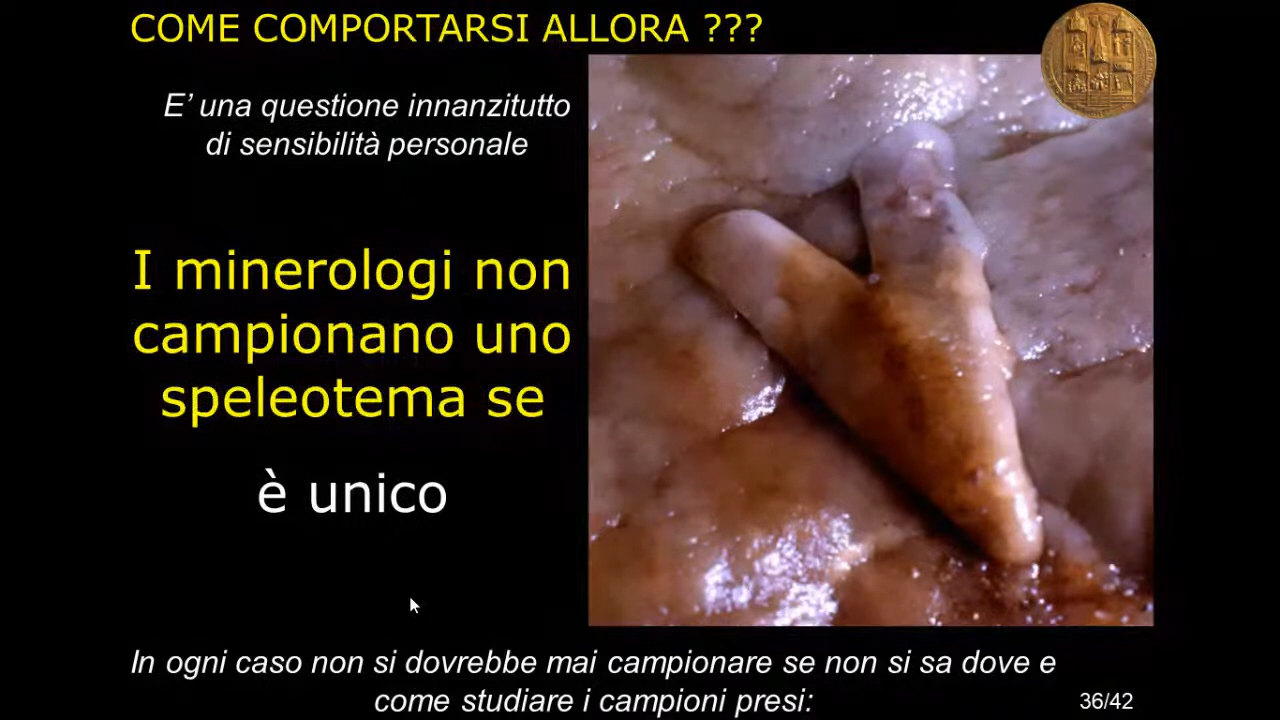 COME COMPORTARSI ALLORA ???
E’ una questione innanzitutto
di sensibilità personale
I minerologi non
campionano uno
speleotema se
è unico
In ogni caso non si dovrebbe mai campionare se non si sa dove e
come studiare i campioni presi:
36/42